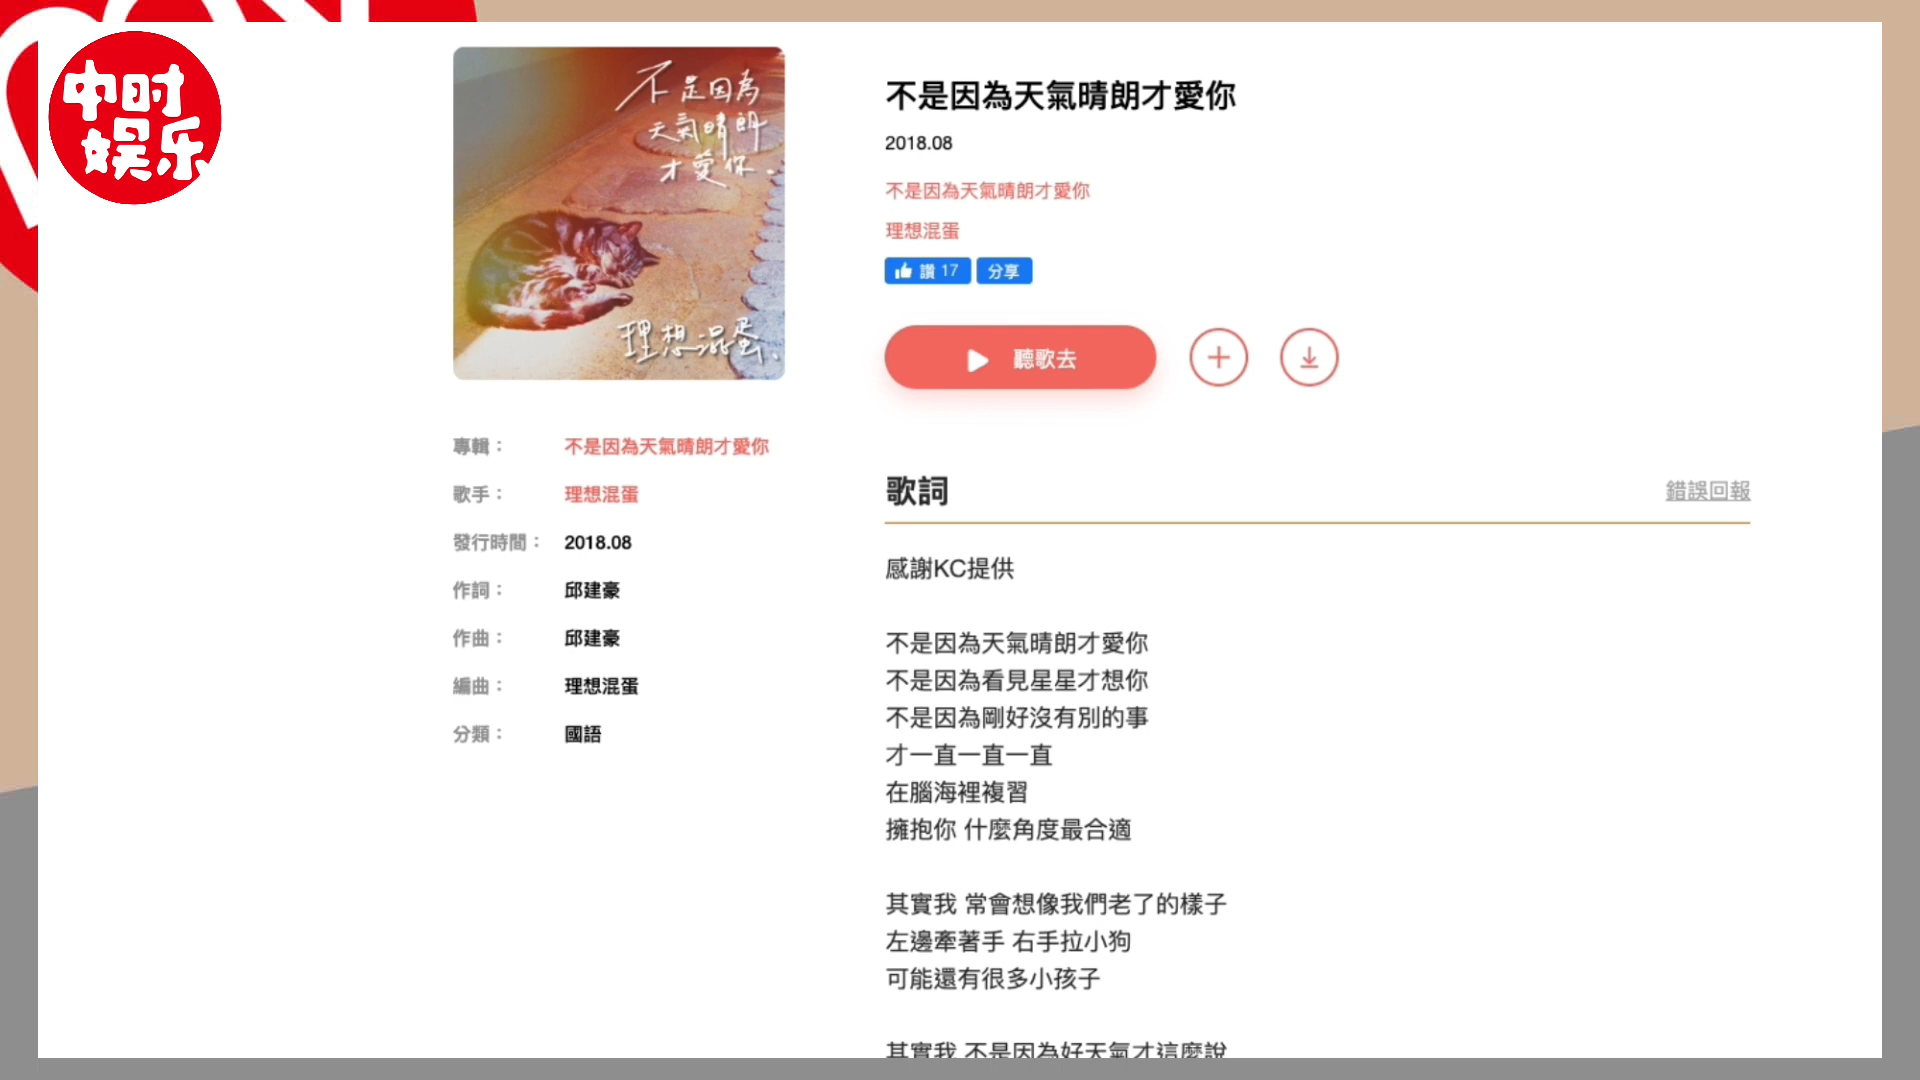 中时
娱乐
不是因為
天氣晴朗
才愛你.
理想混蛋.
不是因為天氣晴朗才愛你
2018.08
不是因為天氣晴朗才愛你
理想混蛋
讚 17 分享
聽歌去
專輯： 不是因為天氣晴朗才愛你
歌手： 理想混蛋
發行時間： 2018.08
作詞： 邱建豪
作曲： 邱建豪
編曲： 理想混蛋
分類： 國語
歌詞 錯誤回報
感謝KC提供
不是因為天氣晴朗才愛你
不是因為看見星星才想你
不是因為剛好沒有別的事
才一直一直一直
在腦海裡複習
擁抱你 什麼角度最合適
其實我 常會想像我們老了的樣子
左邊牽著手 右手拉小狗
可能還有很多小孩子
其實我 不是因為好天氣才這麼說